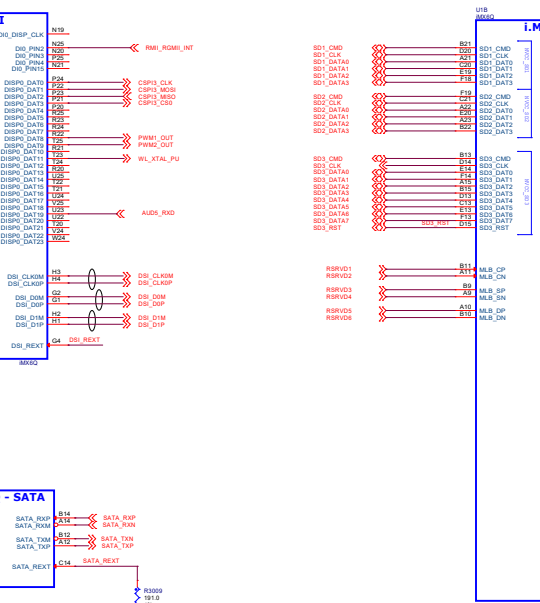 U1B
iMX6Q
I
i.M
DI0_DISP_CLK N19
DI0_PIN2 N25 RMII_RGMII_INT
DI0_PIN3 N20
DI0_PIN4 P25
DI0_PIN15 N21
DISP0_DAT0 P24 CSPI3_CLK
DISP0_DAT1 P22 CSPI3_MOSI
DISP0_DAT2 P23 CSPI3_MISO
DISP0_DAT3 P21 CSPI3_CS0
DISP0_DAT4 P20
DISP0_DAT5 R25
DISP0_DAT6 R23
DISP0_DAT7 R24
DISP0_DAT8 R22 PWM1_OUT
DISP0_DAT9 T25 PWM2_OUT
DISP0_DAT10 R21
DISP0_DAT11 T23 WL_XTAL_PU
DISP0_DAT12 T24
DISP0_DAT13 R20
DISP0_DAT14 U25
DISP0_DAT15 T22
DISP0_DAT16 T21
DISP0_DAT17 U24
DISP0_DAT18 V25
DISP0_DAT19 U23 AUD5_RXD
DISP0_DAT20 U22
DISP0_DAT21 T20
DISP0_DAT22 V24
DISP0_DAT23 W24
DSI_CLK0M H3 DSI_CLK0M
DSI_CLK0P H4 DSI_CLK0P
DSI_D0M G2 DSI_D0M
DSI_D0P G1 DSI_D0P
DSI_D1M H2 DSI_D1M
DSI_D1P H1 DSI_D1P
DSI_REXT G4 DSI_REXT
iMX6Q
SD1_CMD B21 SD1_CMD
SD1_CLK D20 SD1_CLK
SD1_DATA0 A21 SD1_DAT0
SD1_DATA1 C20 SD1_DAT1
SD1_DATA2 E19 SD1_DAT2
SD1_DATA3 F18 SD1_DAT3
SD2_CMD F19 SD2_CMD
SD2_CLK C21 SD2_CLK
SD2_DATA0 A22 SD2_DAT0
SD2_DATA1 E20 SD2_DAT1
SD2_DATA2 A23 SD2_DAT2
SD2_DATA3 B22 SD2_DAT3
SD3_CMD B13 SD3_CMD
SD3_CLK D14 SD3_CLK
SD3_DATA0 E14 SD3_DAT0
SD3_DATA1 F14 SD3_DAT1
SD3_DATA2 A15 SD3_DAT2
SD3_DATA3 B15 SD3_DAT3
SD3_DATA4 D13 SD3_DAT4
SD3_DATA5 C13 SD3_DAT5
SD3_DATA6 E13 SD3_DAT6
SD3_DATA7 F13 SD3_DAT7
SD3_RST SD3_RST D15 SD3_RST
RSRVD1 B11 MLB_CP
RSRVD2 A11 MLB_CN
RSRVD3 B9 MLB_SP
RSRVD4 A9 MLB_SN
RSRVD5 A10 MLB_DP
RSRVD6 B10 MLB_DN
- SATA
SATA_RXP B14 SATA_RXP
SATA_RXM A14 SATA_RXN
SATA_TXM B12 SATA_TXN
SATA_TXP A12 SATA_TXP
SATA_REXT C14 SATA_REXT
R3009
191.0